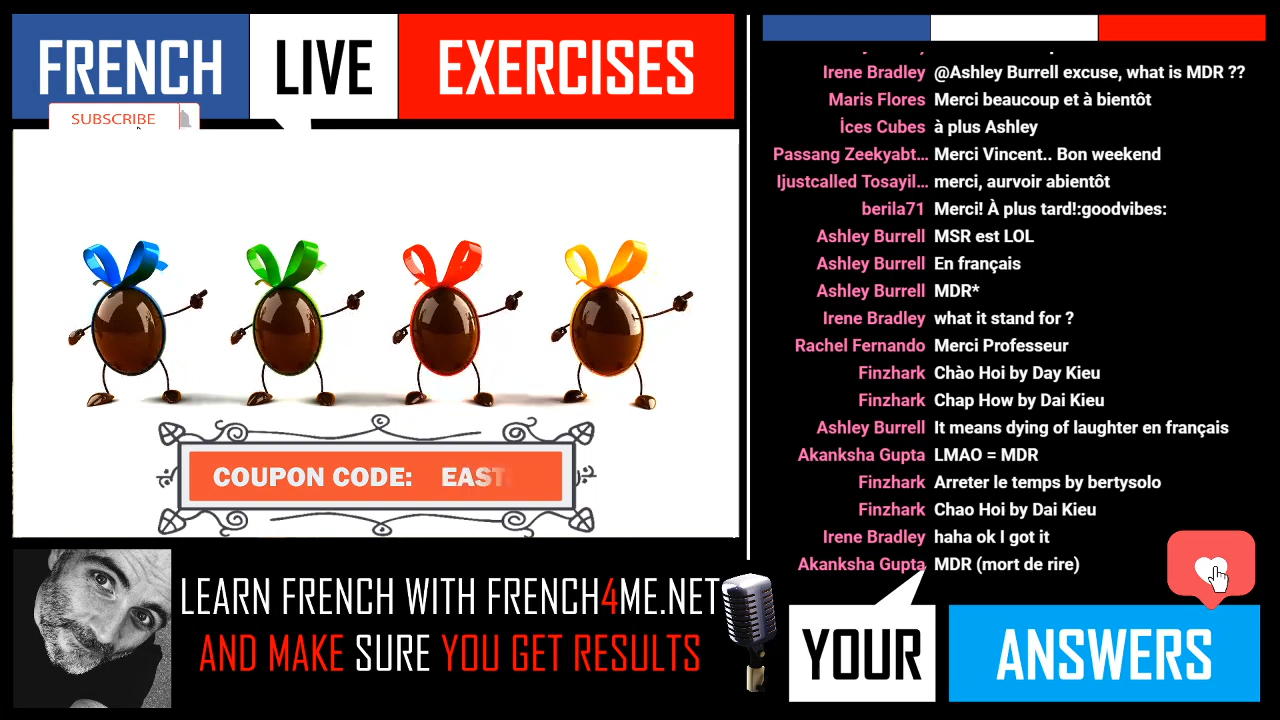 FRENCH LIVE EXERCISES
SUBSCRIBE
COUPON CODE:
LEARN FRENCH WITH FRENCH4ME.NET
AND MAKE SURE YOU GET RESULTS
Irene Bradley @Ashley Burrell excuse, what is MDR ??
Maris Flores Merci beaucoup et à bientôt
İces Cubes à plus Ashley
Passang Zeekyabt... Merci Vincent.. Bon weekend
Ijustcalled Tosayil... merci, aurvoir abientôt
berila71 Merci! À plus tard!:goodvibes:
Ashley Burrell MSR est LOL
Ashley Burrell En français
Ashley Burrell MDR*
Irene Bradley what it stand for ?
Rachel Fernando Merci Professeur
Finzhark Chào Hoi by Day Kieu
Finzhark Chap How by Dai Kieu
Ashley Burrell It means dying of laughter en français
Akanksha Gupta LMAO = MDR
Finzhark Arreter le temps by bertysolo
Finzhark Chao Hoi by Dai Kieu
Irene Bradley haha ok I got it
Akanksha Gupta MDR (mort de rire)
YOUR ANSWERS